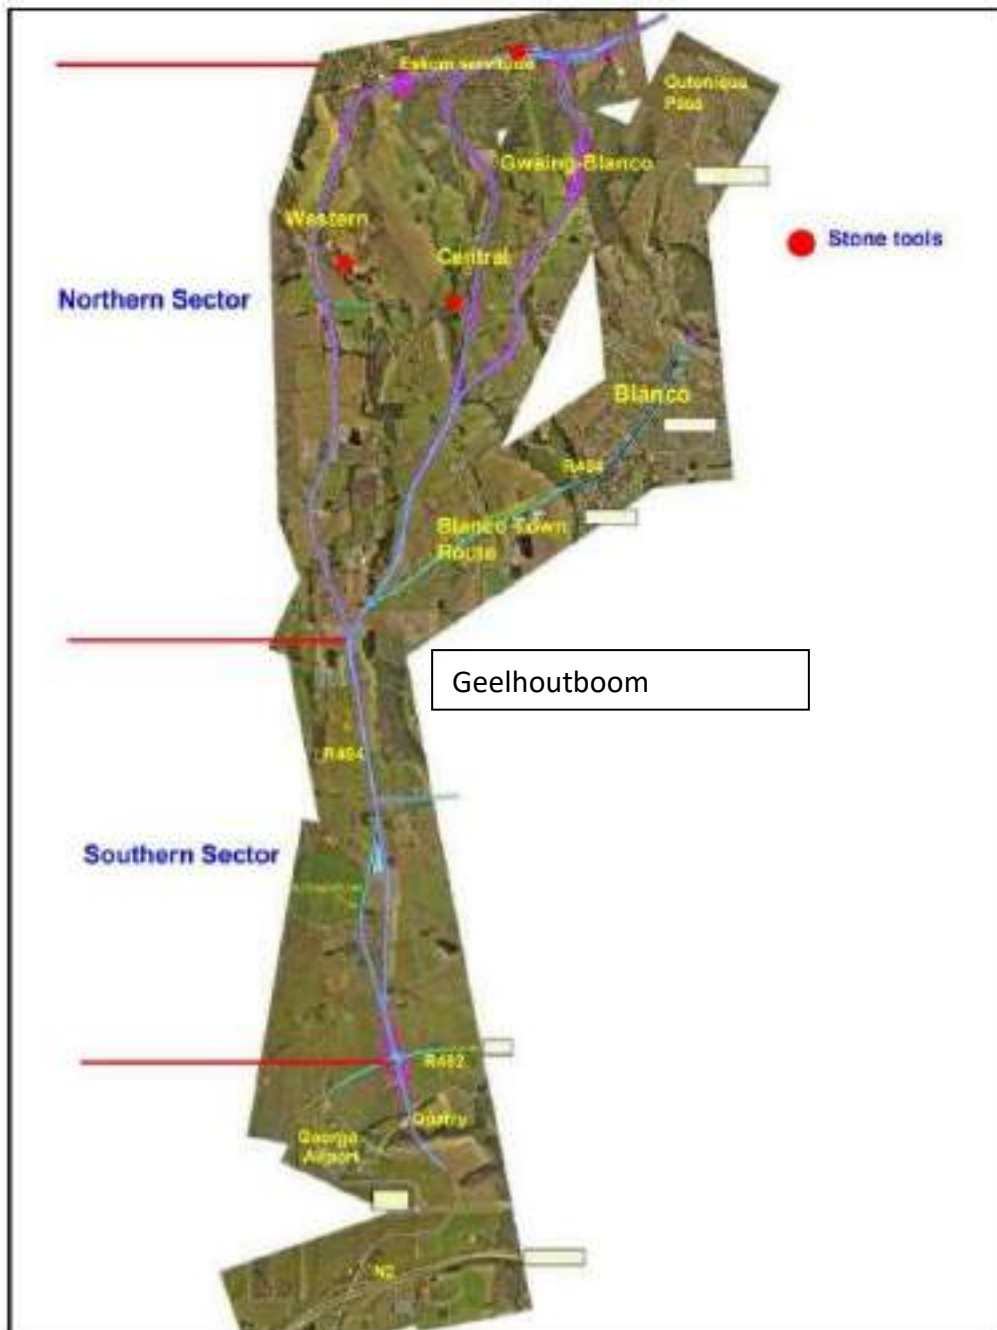 Eskom servitude
Outeniqua
Pass
Gwaing-Blanco
Western
Stone tools
Central
Northern Sector
Blanco
R404
Blanco Town
Route
Geelhoutboom
R404
Southern Sector
R102
Quarry
George
Airport
N2